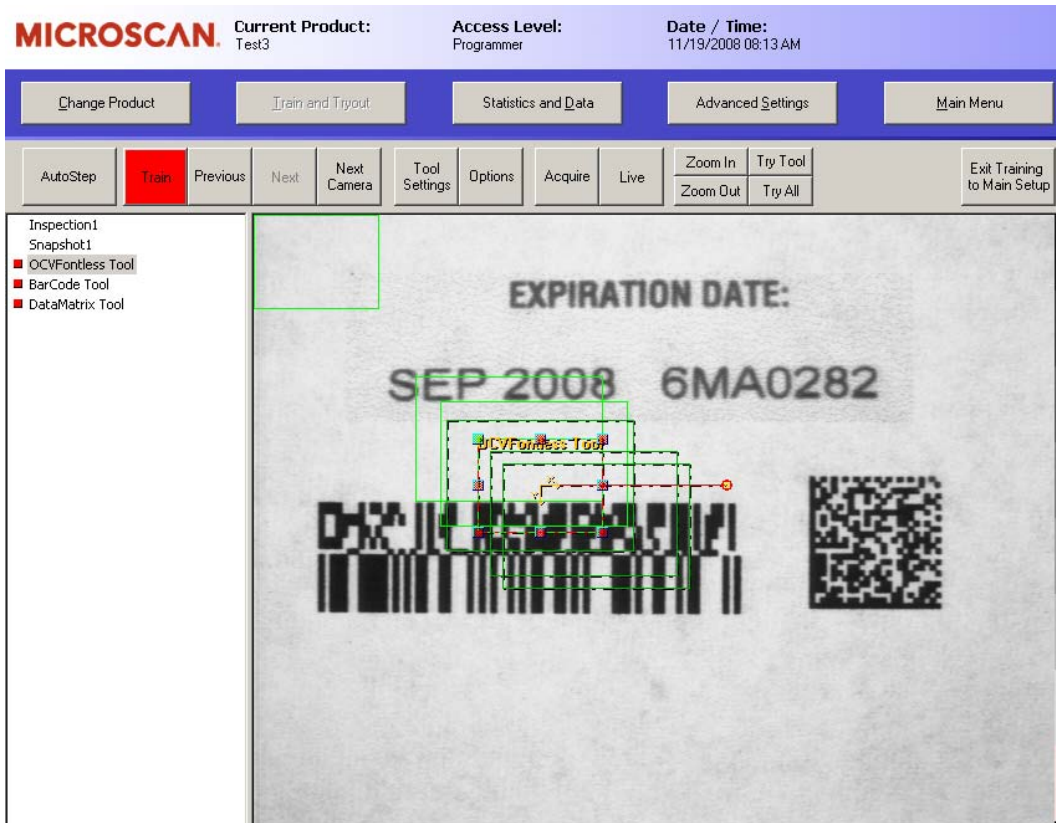 MICROSCAN.
Current Product:
Test3
Access Level:
Programmer
Date / Time:
11/19/2008 08:13 AM
Change Product
Train and Tryout
Statistics and Data
Advanced Settings
Main Menu
AutoStep
Train
Previous
Next
Next
Camera
Tool
Settings
Options
Acquire
Live
Zoom In
Try Tool
Zoom Out
Try All
Exit Training
to Main Setup
Inspection1
Snapshot1
OCVFontless Tool
BarCode Tool
DataMatrix Tool
EXPIRATION DATE:
SEP 2008 6MA0282
OCVFontless Tool